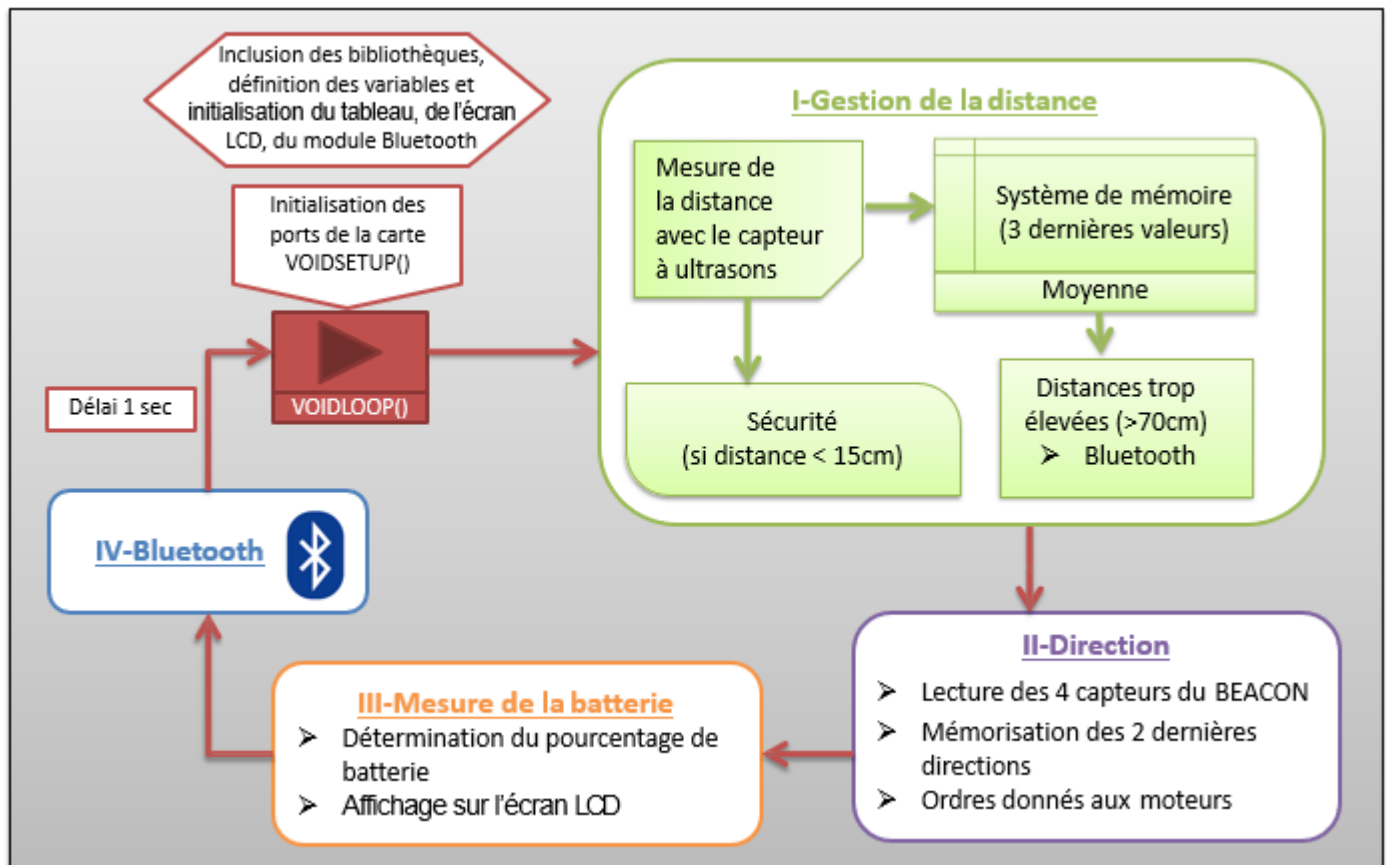 Inclusion des bibliothèques,
définition des variables et
initialisation du tableau, de l'écran
LCD, du module Bluetooth
Initialisation des
ports de la carte
VOIDSETUP()
VOIDLOOP()
Délai 1 sec
I-Gestion de la distance
Mesure de
la distance
avec le capteur
à ultrasons
Système de mémoire
(3 dernières valeurs)
Moyenne
Sécurité
(si distance < 15cm)
Distances trop
élevées (>70cm)
➤ Bluetooth
II-Direction
➤ Lecture des 4 capteurs du BEACON
➤ Mémorisation des 2 dernières
directions
➤ Ordres donnés aux moteurs
III-Mesure de la batterie
➤ Détermination du pourcentage de
batterie
➤ Affichage sur l'écran LCD
IV-Bluetooth